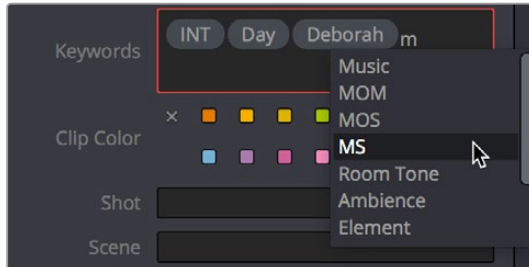 Keywords INT Day Deborah m
Music
MOM
MOS
MS
Room Tone
Ambience
Element
Clip Color
Shot
Scene